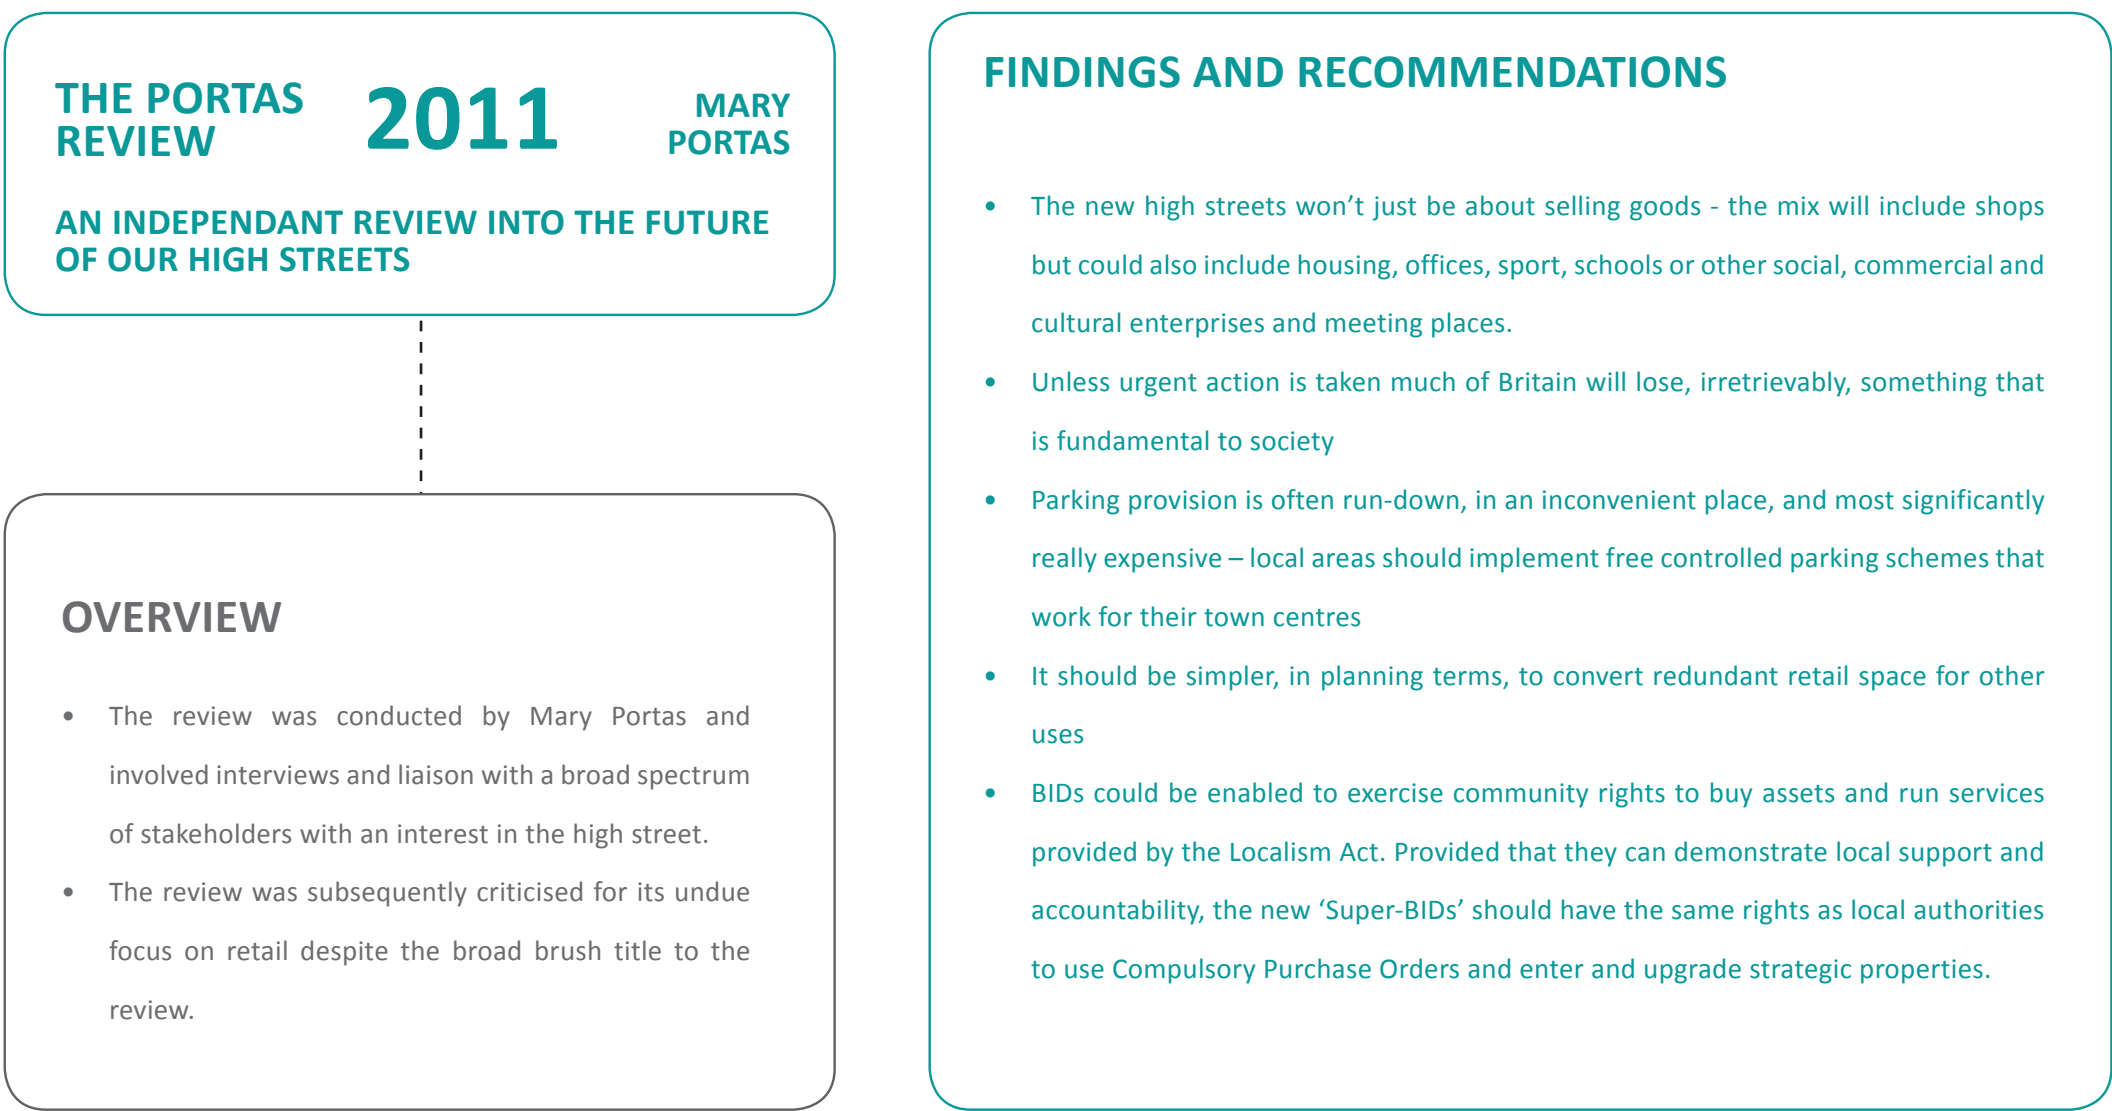 THE PORTAS
REVIEW
2011
MARY
PORTAS
AN INDEPENDANT REVIEW INTO THE FUTURE
OF OUR HIGH STREETS
OVERVIEW
• The review was conducted by Mary Portas and
involved interviews and liaison with a broad spectrum
of stakeholders with an interest in the high street.
• The review was subsequently criticised for its undue
focus on retail despite the broad brush title to the
review.
FINDINGS AND RECOMMENDATIONS
• The new high streets won’t just be about selling goods - the mix will include shops
but could also include housing, offices, sport, schools or other social, commercial and
cultural enterprises and meeting places.
• Unless urgent action is taken much of Britain will lose, irretrievably, something that
is fundamental to society
• Parking provision is often run-down, in an inconvenient place, and most significantly
really expensive – local areas should implement free controlled parking schemes that
work for their town centres
• It should be simpler, in planning terms, to convert redundant retail space for other
uses
• BIDs could be enabled to exercise community rights to buy assets and run services
provided by the Localism Act. Provided that they can demonstrate local support and
accountability, the new ‘Super-BIDs’ should have the same rights as local authorities
to use Compulsory Purchase Orders and enter and upgrade strategic properties.